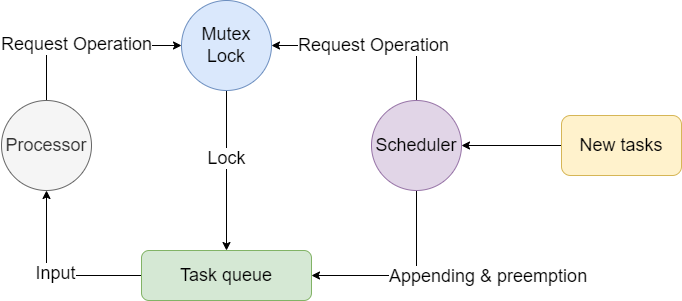 Mutex
Lock
Request Operation
Request Operation
Processor
Scheduler
New tasks
Lock
Input
Task queue
Appending & preemption